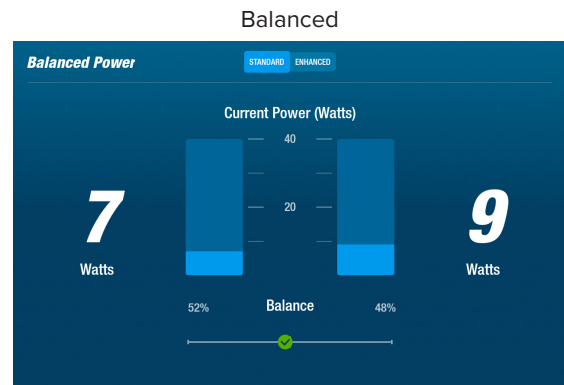 Balanced
Balanced Power
STANDARD ENHANCED
Current Power (Watts)
40
20
7
Watts
9
Watts
52% Balance 48%